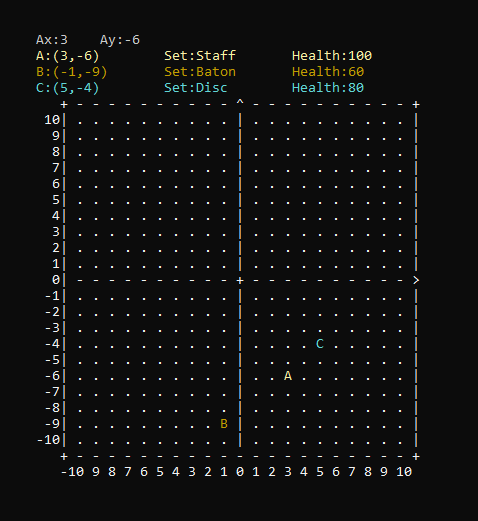 Ax:3    Ay:-6
A:(3,-6)        Set:Staff       Health:100
B:(-1,-9)       Set:Baton       Health:60
C:(5,-4)        Set:Disc        Health:80
   + - - - - - - - - - - ^ - - - - - - - - - - +
 10| . . . . . . . . . . | . . . . . . . . . . |
  9| . . . . . . . . . . | . . . . . . . . . . |
  8| . . . . . . . . . . | . . . . . . . . . . |
  7| . . . . . . . . . . | . . . . . . . . . . |
  6| . . . . . . . . . . | . . . . . . . . . . |
  5| . . . . . . . . . . | . . . . . . . . . . |
  4| . . . . . . . . . . | . . . . . . . . . . |
  3| . . . . . . . . . . | . . . . . . . . . . |
  2| . . . . . . . . . . | . . . . . . . . . . |
  1| . . . . . . . . . . | . . . . . . . . . . |
  0| - - - - - - - - - - + - - - - - - - - - - >
 -1| . . . . . . . . . . | . . . . . . . . . . |
 -2| . . . . . . . . . . | . . . . . . . . . . |
 -3| . . . . . . . . . . | . . . . . . . . . . |
 -4| . . . . . . . . . . | . . . . C . . . . . |
 -5| . . . . . . . . . . | . . . . . . . . . . |
 -6| . . . . . . . . . . | . . A . . . . . . . |
 -7| . . . . . . . . . . | . . . . . . . . . . |
 -8| . . . . . . . . . . | . . . . . . . . . . |
 -9| . . . . . . . . . B | . . . . . . . . . . |
-10| . . . . . . . . . . | . . . . . . . . . . |
   + - - - - - - - - - - - - - - - - - - - - - +
   -10 9 8 7 6 5 4 3 2 1 0 1 2 3 4 5 6 7 8 9 10